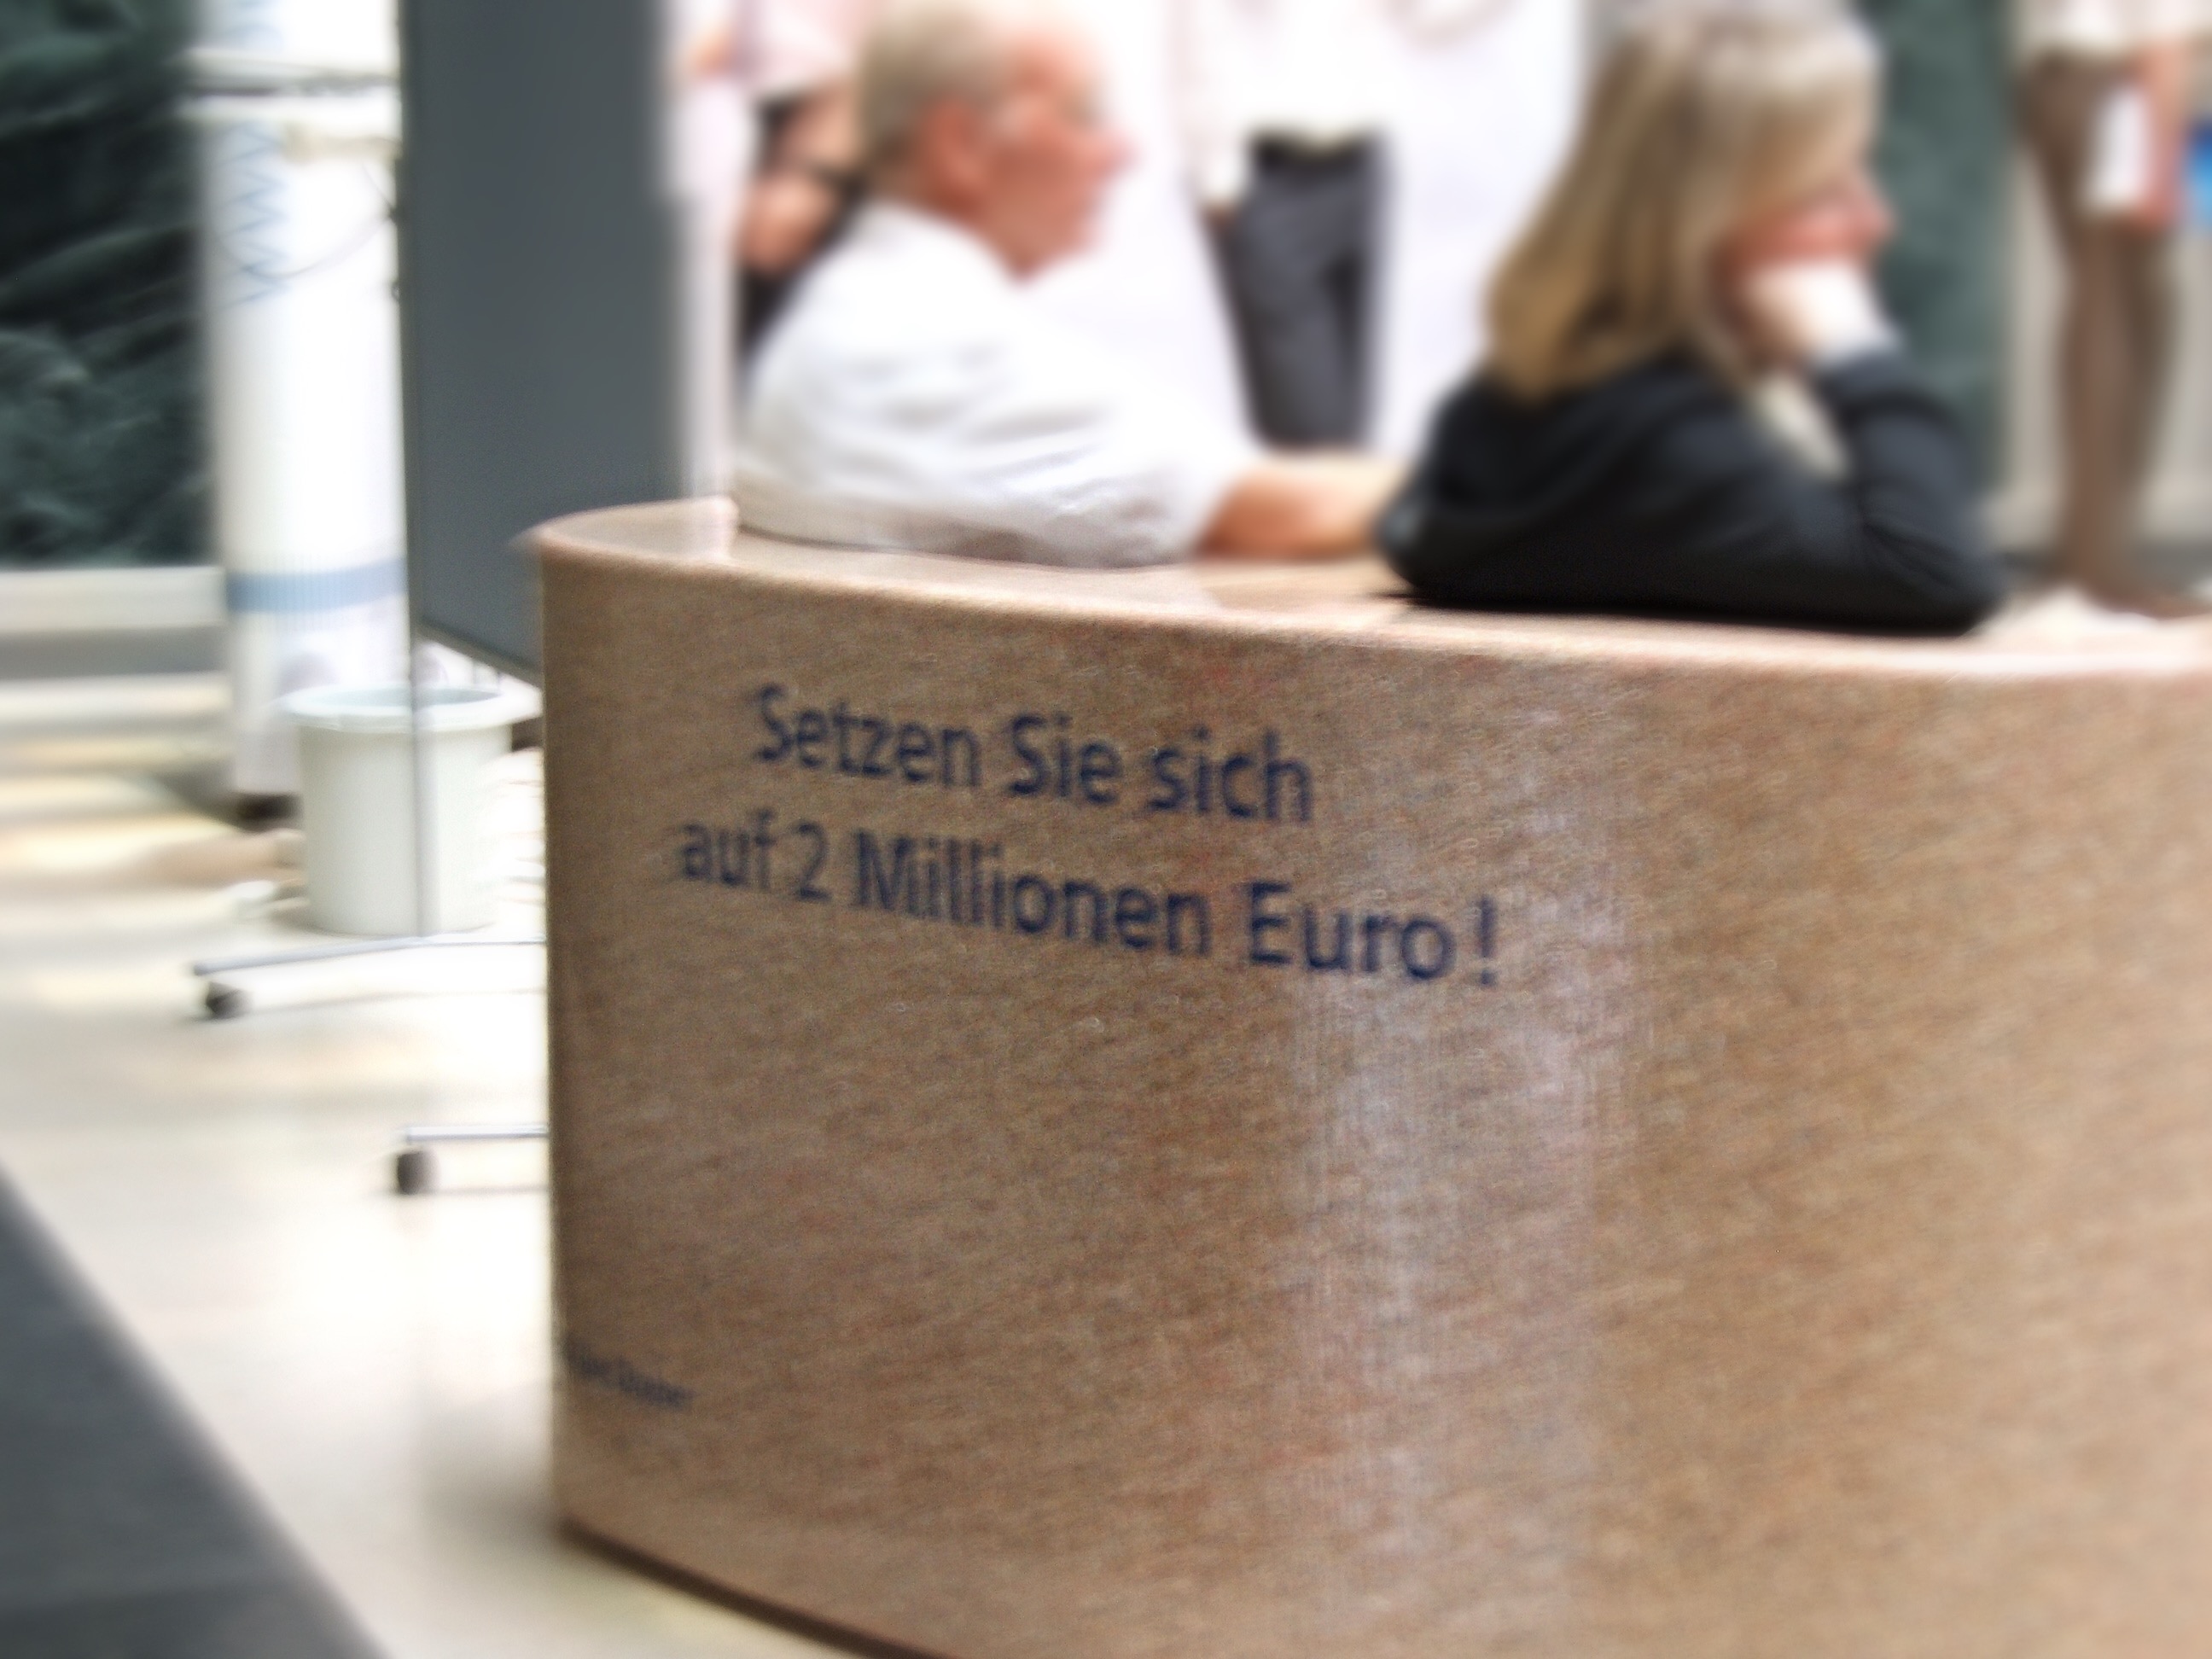 Setzen Sie sich
auf 2 Millionen Euro!